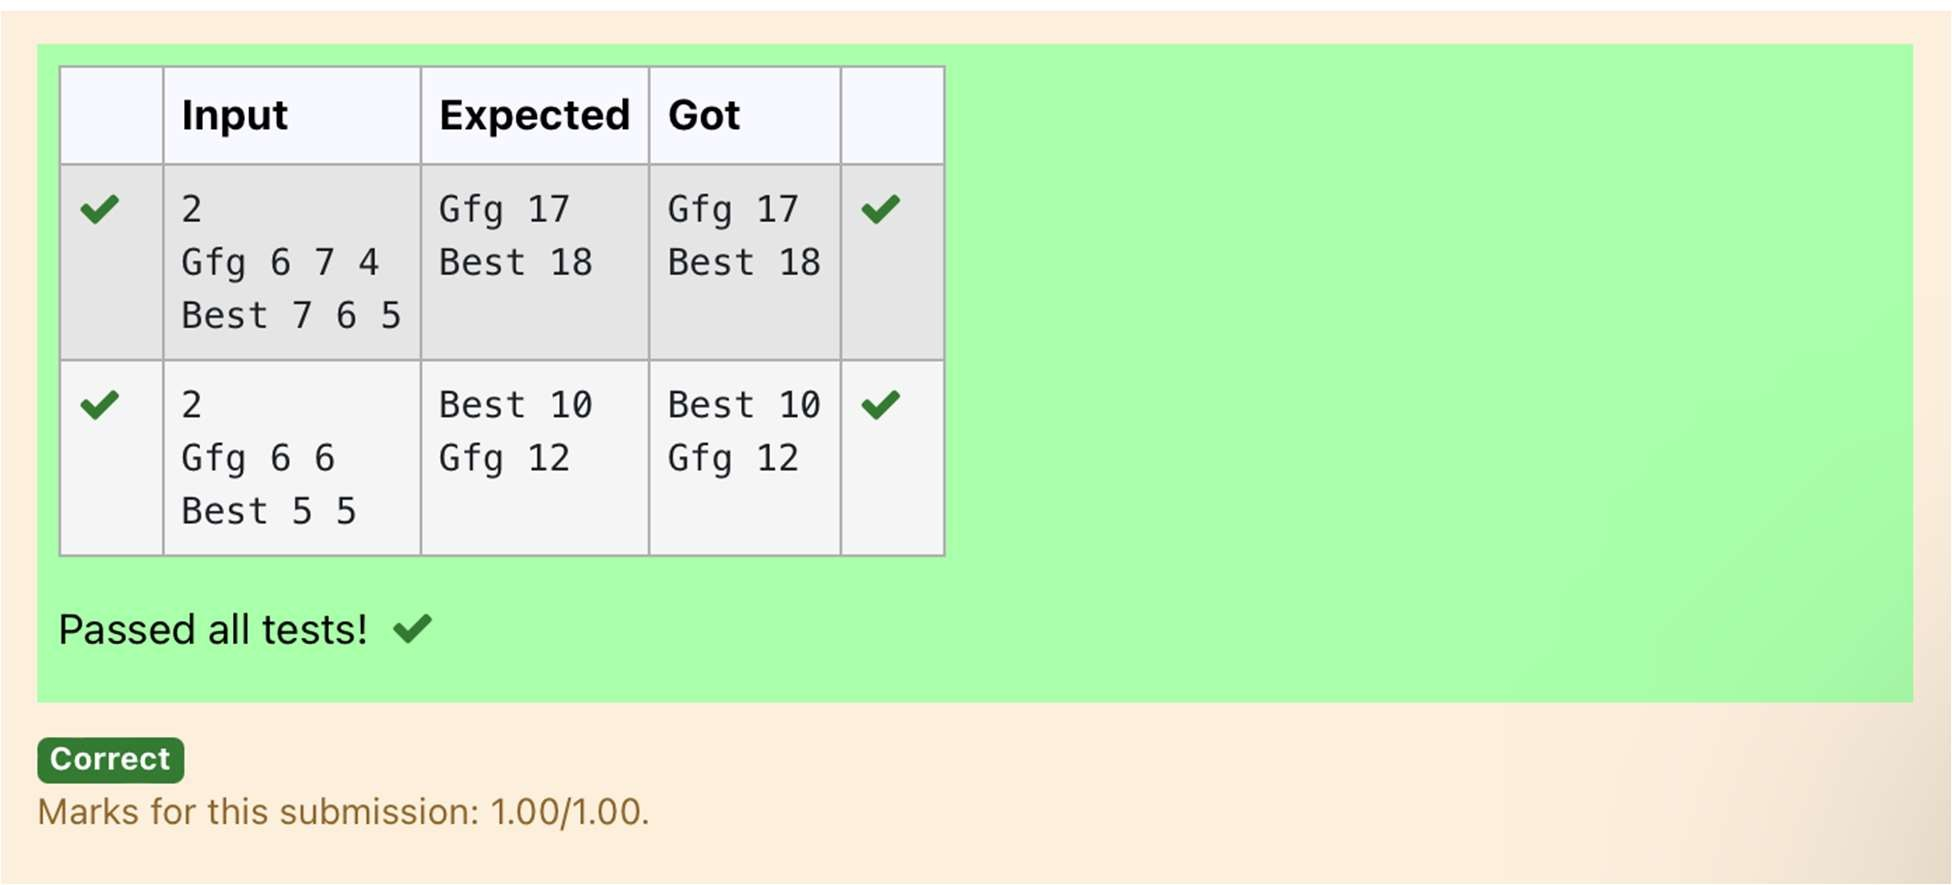 Input Expected Got
2
Gfg 6 7 4
Best 7 6 5
Gfg 17
Best 18
Gfg 17
Best 18
2
Gfg 6 6
Best 5 5
Best 10
Gfg 12
Best 10
Gfg 12
Passed all tests!
Correct
Marks for this submission: 1.00/1.00.